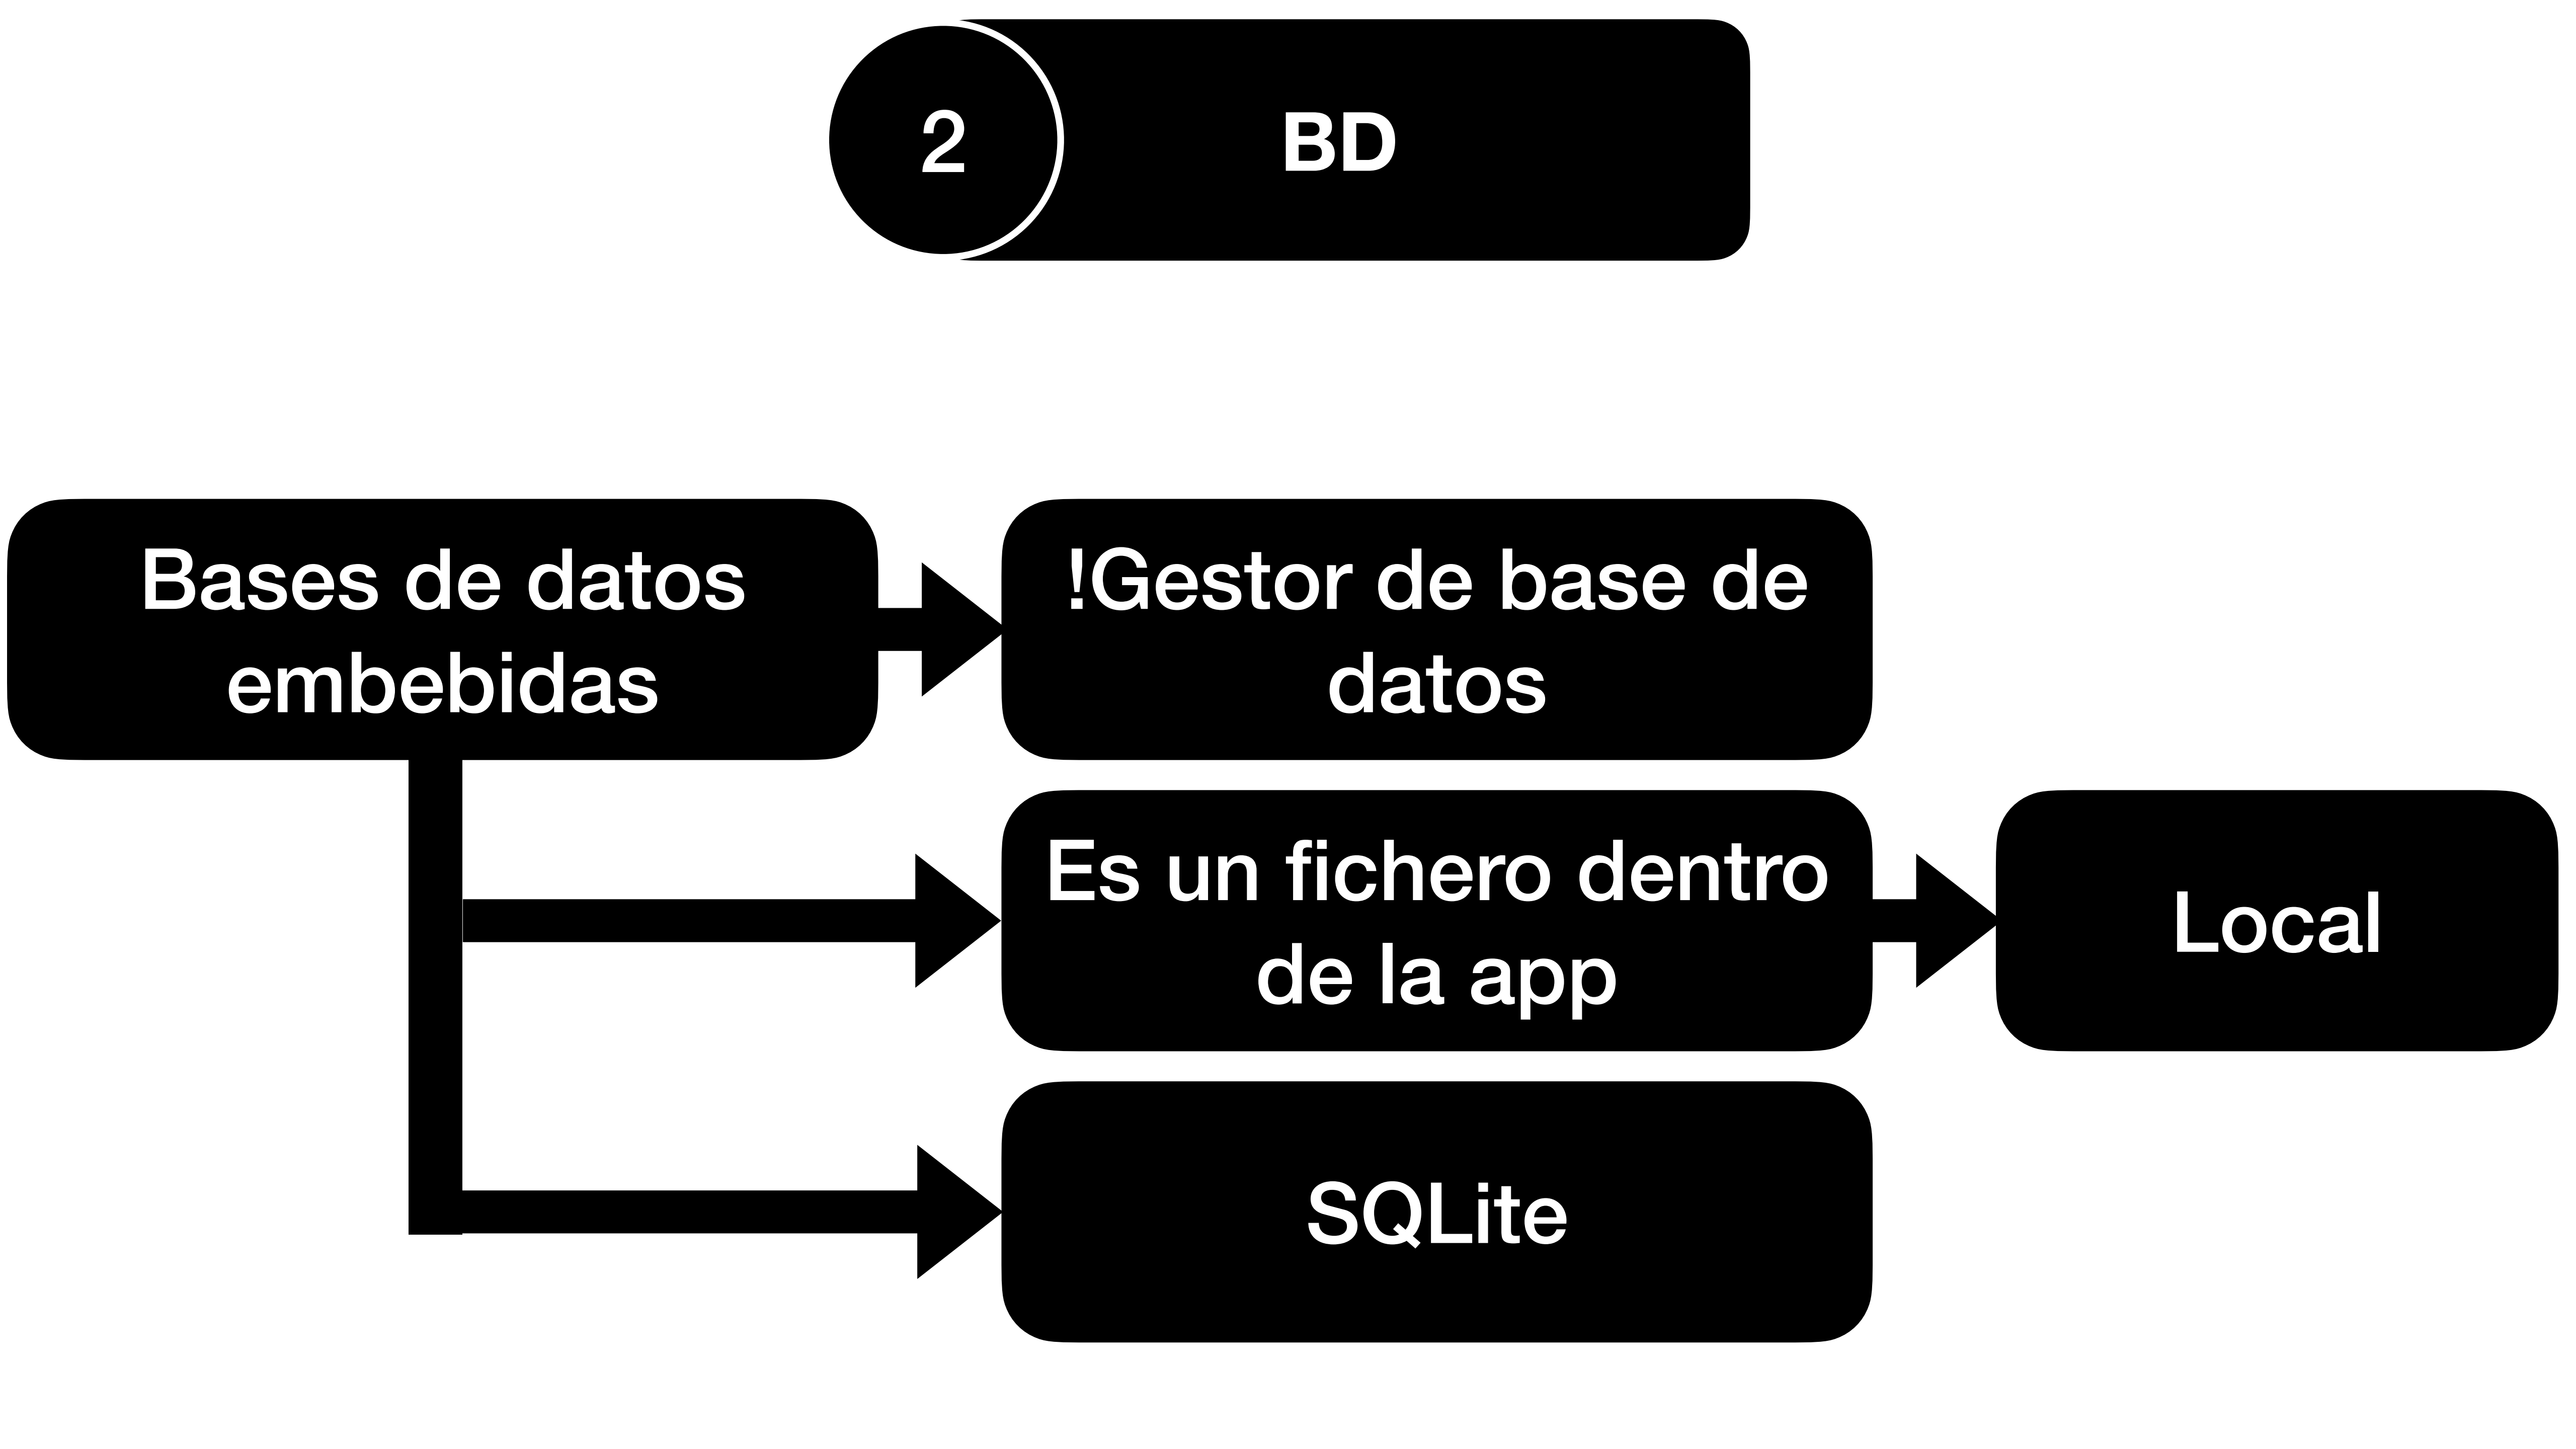 2
BD
Bases de datos
embebidas
!Gestor de base de
datos
Es un fichero dentro
de la app
Local
SQLite